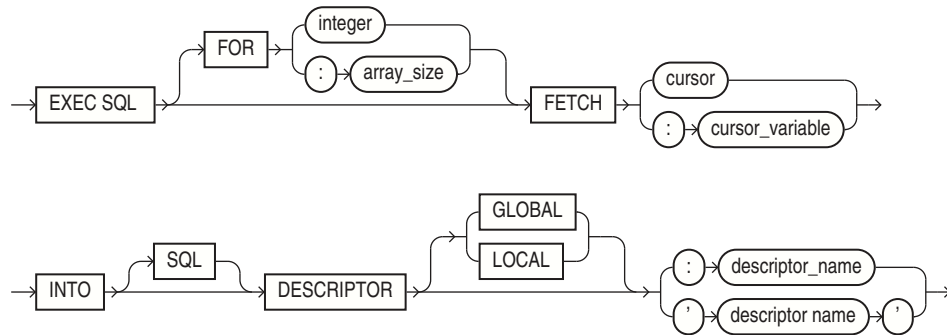 integer
FOR
: array_size
EXEC SQL
FETCH
cursor
: cursor_variable
GLOBAL
SQL
LOCAL
INTO
DESCRIPTOR
: descriptor_name
' descriptor name '